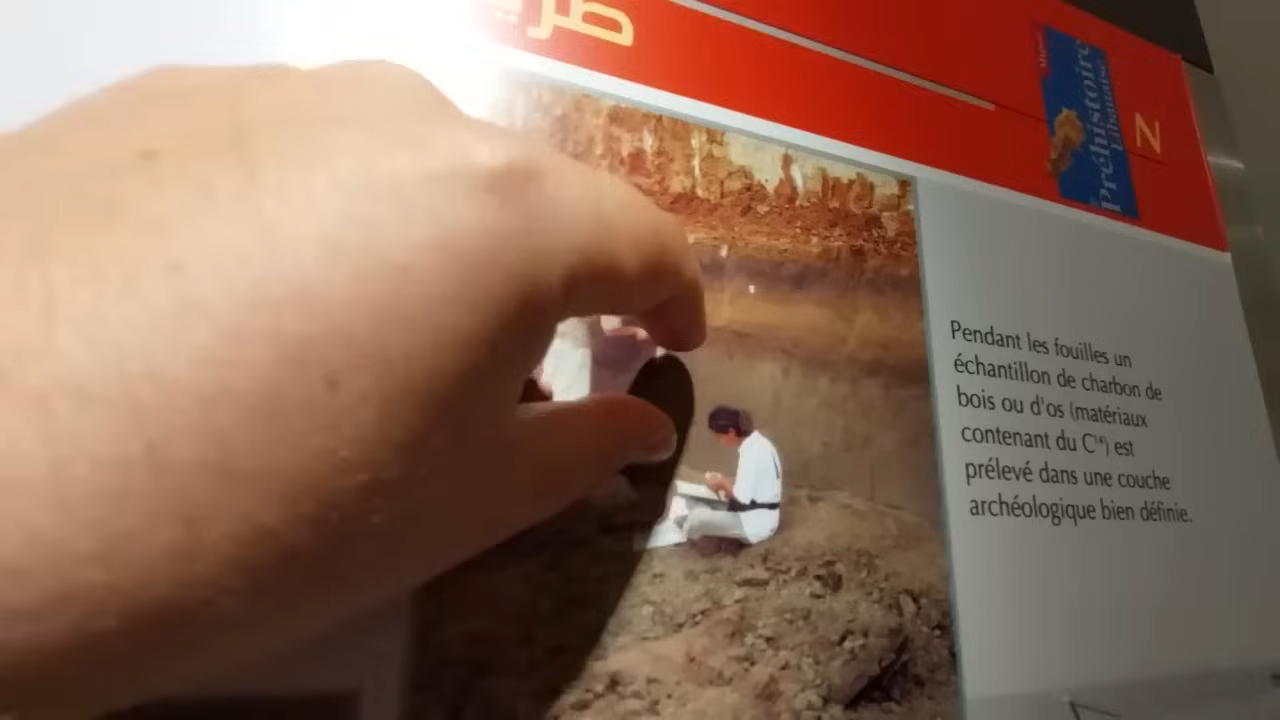 Préhistoire
Libanaise
N
Pendant les fouilles un
échantillon de charbon de
bois ou d'os (matériaux
contenant du C¹⁴) est
prélevé dans une couche
archéologique bien définie.